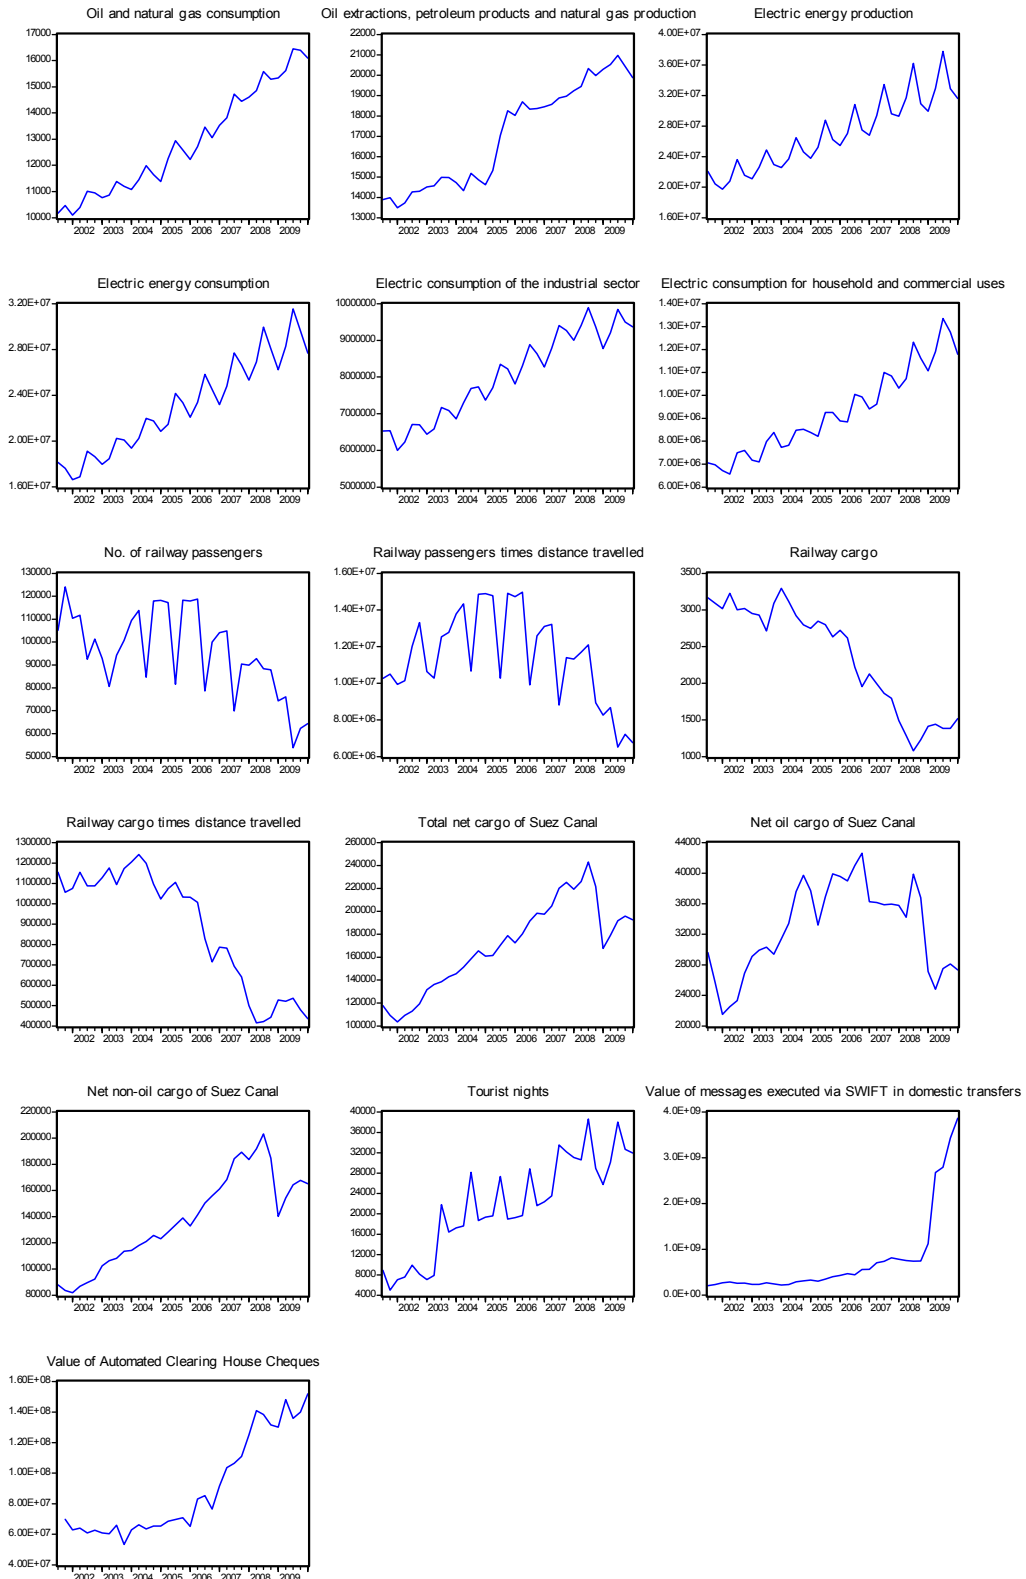 Oil and natural gas consumption
17000
16000
15000
14000
13000
12000
11000
10000
2002 2003 2004 2005 2006 2007 2008 2009
Oil extractions, petroleum products and natural gas production
22000
21000
20000
19000
18000
17000
16000
15000
14000
13000
2002 2003 2004 2005 2006 2007 2008 2009
Electric energy production
4.00E+07
3.60E+07
3.20E+07
2.80E+07
2.40E+07
2.00E+07
1.60E+07
2002 2003 2004 2005 2006 2007 2008 2009
Electric energy consumption
3.20E+07
2.80E+07
2.40E+07
2.00E+07
1.60E+07
2002 2003 2004 2005 2006 2007 2008 2009
Electric consumption of the industrial sector
10000000
9000000
8000000
7000000
6000000
5000000
2002 2003 2004 2005 2006 2007 2008 2009
Electric consumption for household and commercial uses
1.40E+07
1.30E+07
1.20E+07
1.10E+07
1.00E+07
9.00E+06
8.00E+06
7.00E+06
6.00E+06
2002 2003 2004 2005 2006 2007 2008 2009
No. of railway passengers
130000
120000
110000
100000
90000
80000
70000
60000
50000
2002 2003 2004 2005 2006 2007 2008 2009
Railway passengers times distance travelled
1.60E+07
1.40E+07
1.20E+07
1.00E+07
8.00E+06
6.00E+06
2002 2003 2004 2005 2006 2007 2008 2009
Railway cargo
3500
3000
2500
2000
1500
1000
2002 2003 2004 2005 2006 2007 2008 2009
Railway cargo times distance travelled
1300000
1200000
1100000
1000000
900000
800000
700000
600000
500000
400000
2002 2003 2004 2005 2006 2007 2008 2009
Total net cargo of Suez Canal
260000
240000
220000
200000
180000
160000
140000
120000
100000
2002 2003 2004 2005 2006 2007 2008 2009
Net oil cargo of Suez Canal
44000
40000
36000
32000
28000
24000
20000
2002 2003 2004 2005 2006 2007 2008 2009
Net non-oil cargo of Suez Canal
220000
200000
180000
160000
140000
120000
100000
80000
2002 2003 2004 2005 2006 2007 2008 2009
Tourist nights
40000
36000
32000
28000
24000
20000
16000
12000
8000
4000
2002 2003 2004 2005 2006 2007 2008 2009
Value of messages executed via SWIFT in domestic transfers
4.0E+09
3.0E+09
2.0E+09
1.0E+09
0.0E+00
2002 2003 2004 2005 2006 2007 2008 2009
Value of Automated Clearing House Cheques
1.60E+08
1.40E+08
1.20E+08
1.00E+08
8.00E+07
6.00E+07
4.00E+07
2002 2003 2004 2005 2006 2007 2008 2009